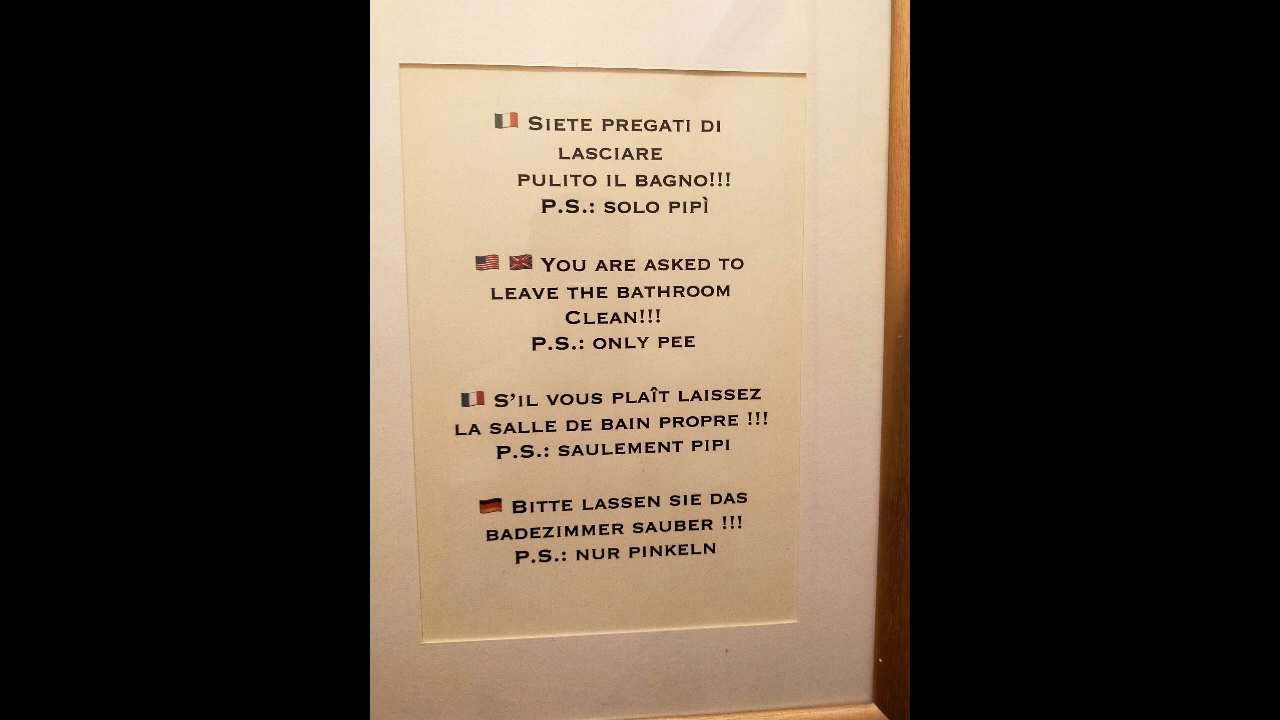 🇮🇹 SIETE PREGATI DI
LASCIARE
PULITO IL BAGNO!!!
P.S.: SOLO PIPÌ
🇺🇸 🇬🇧 YOU ARE ASKED TO
LEAVE THE BATHROOM
CLEAN!!!
P.S.: ONLY PEE
🇫🇷 S'IL VOUS PLAÎT LAISSEZ
LA SALLE DE BAIN PROPRE !!!
P.S.: SAULEMENT PIPI
🇩🇪 BITTE LASSEN SIE DAS
BADEZIMMER SAUBER !!!
P.S.: NUR PINKELN